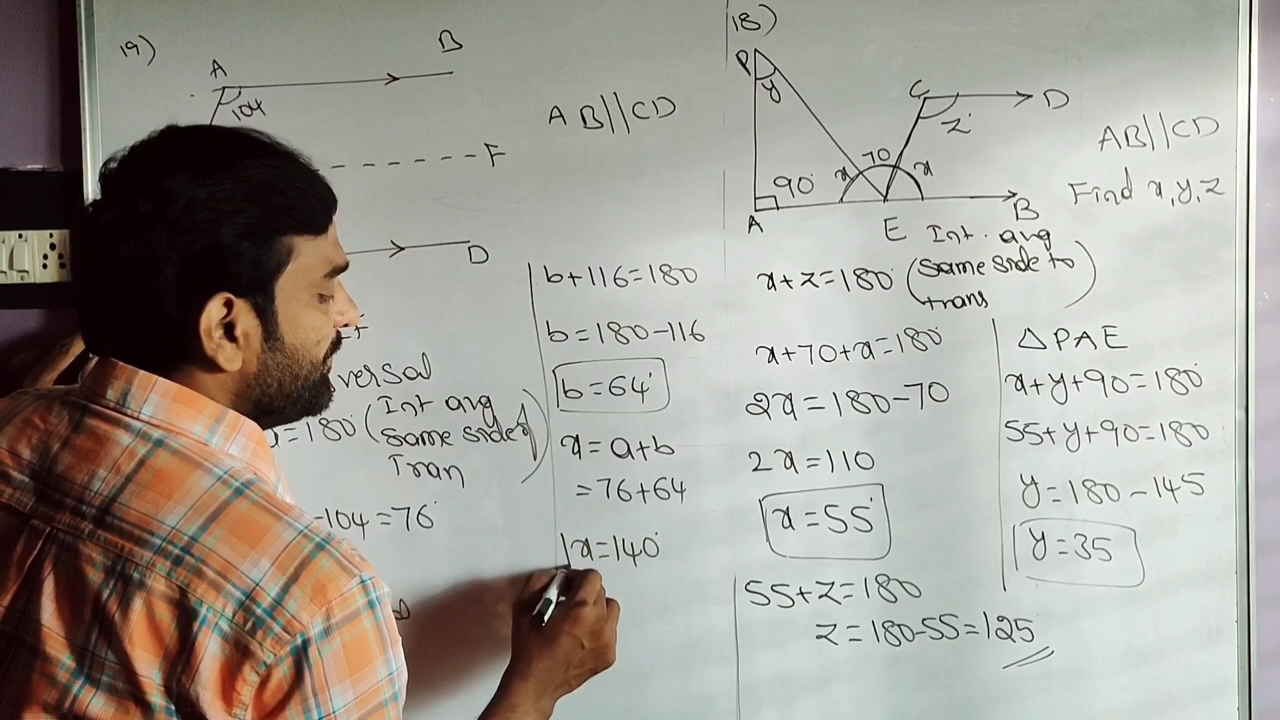 19)
A
B
104
AB//CD
F
D
versal
=180° (Int ang
same side of
Tran)
-104=76°
b+116=180°
b=180-116
b=64°
x=a+b
=76+64
x=140°
18)
P
y
C
D
z°
70
x
x
90°
A
E
B
AB//CD
Find x,y,z
x+z=180° (Int. ang
same side to
trans)
x+70+x=180°
2x=180-70
2x=110
x=55°
55+z=180
z=180-55=125°
△PAE
x+y+90=180°
55+y+90=180°
y=180-145
y=35